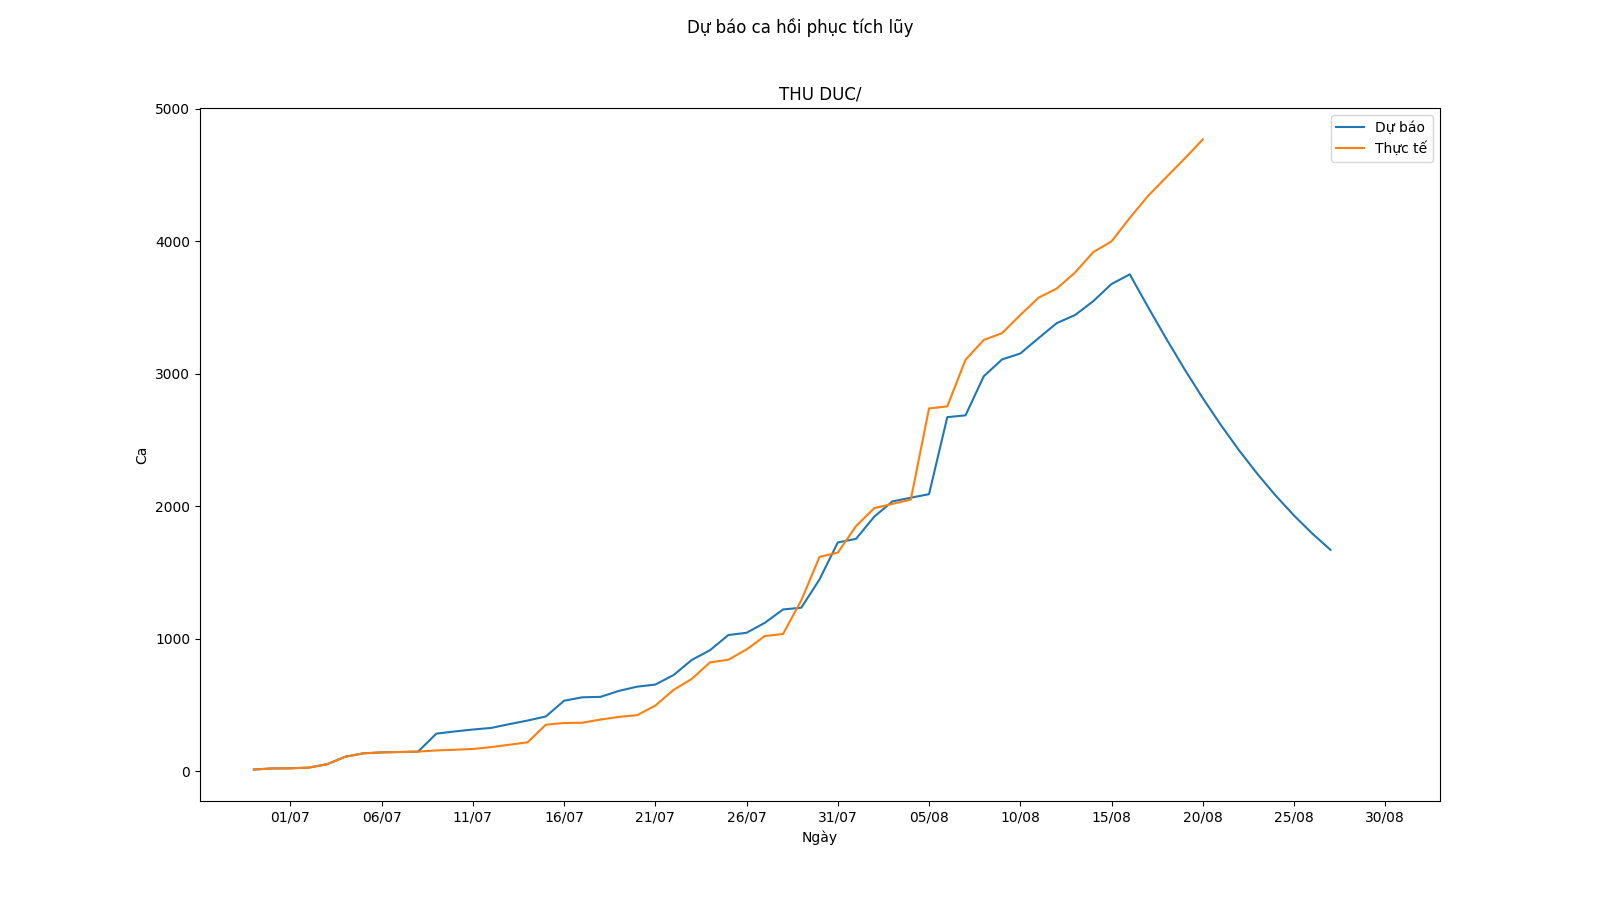 Dự báo ca hồi phục tích lũy
THU DUC/
Dự báo
Thực tế
5000
4000
3000
2000
1000
0
Ca
01/07 06/07 11/07 16/07 21/07 26/07 31/07 05/08 10/08 15/08 20/08 25/08 30/08
Ngày